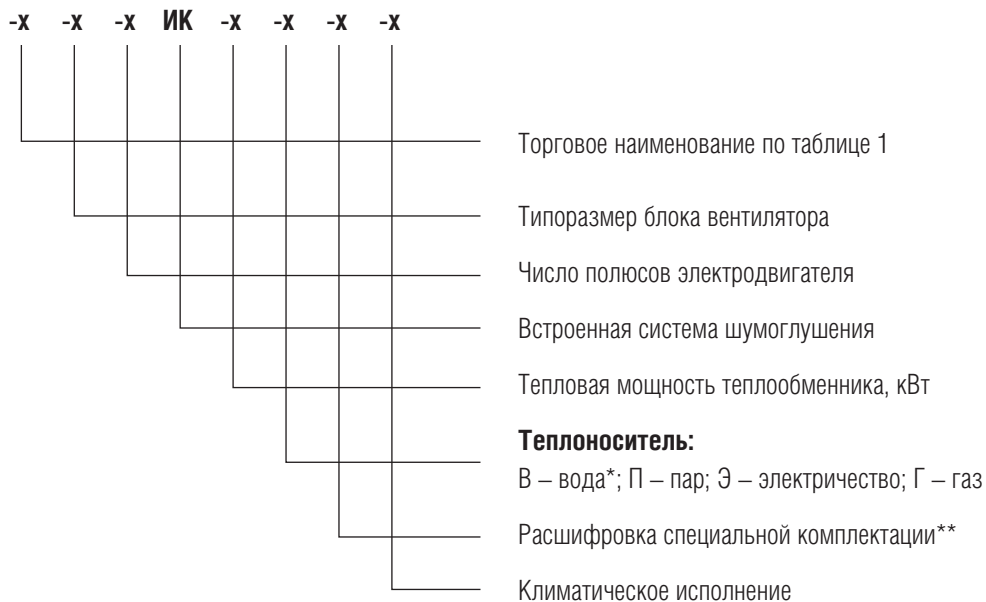 -х -х -х ИК -х -х -х -х
Торговое наименование по таблице 1
Типоразмер блока вентилятора
Число полюсов электродвигателя
Встроенная система шумоглушения
Тепловая мощность теплообменника, кВт
Теплоноситель:
В – вода*; П – пар; Э – электричество; Г – газ
Расшифровка специальной комплектации**
Климатическое исполнение